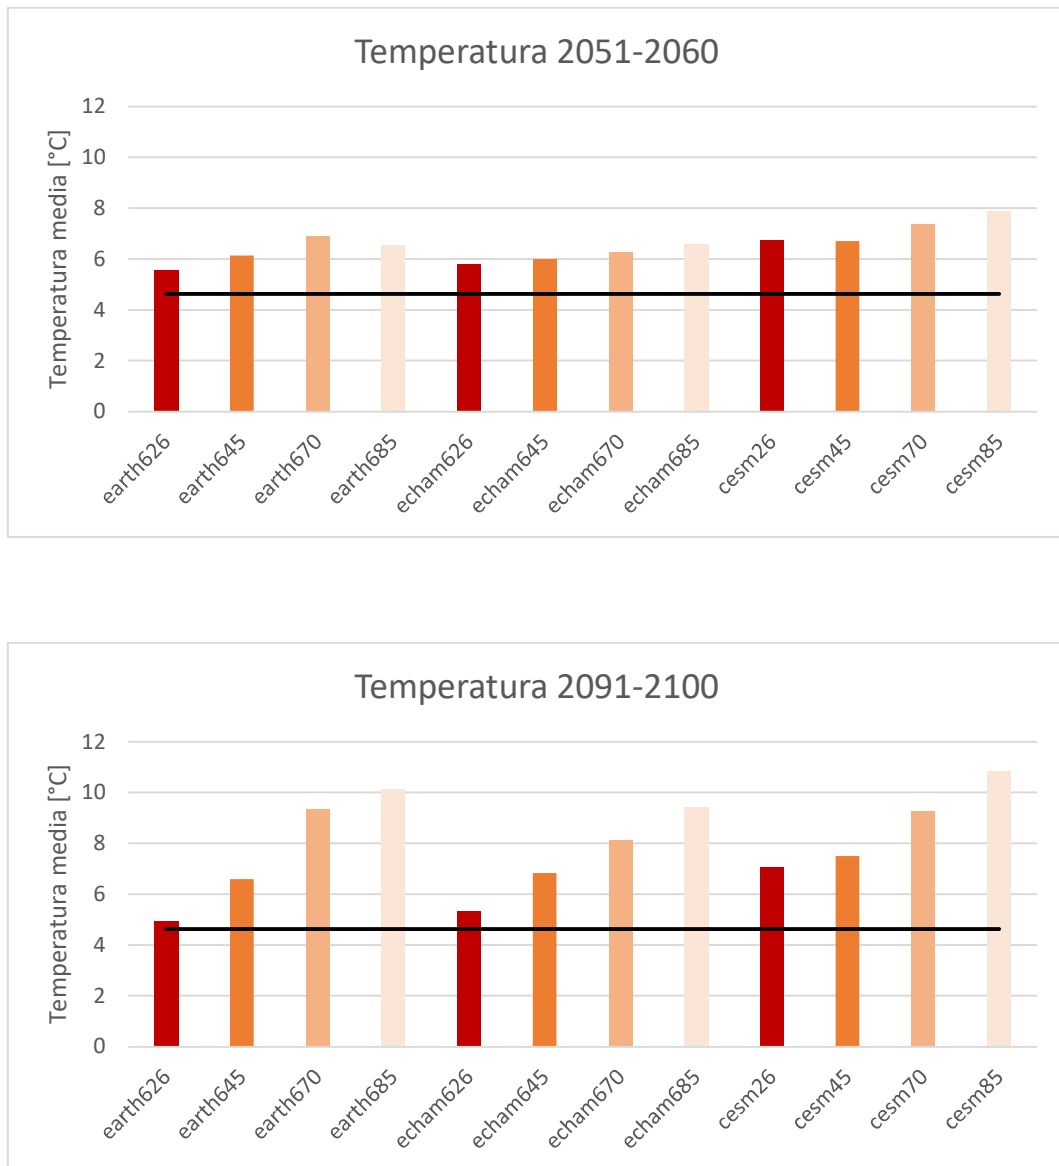 Temperatura 2051-2060
Temperatura media [°C]
12
10
8
6
4
2
0
earth626
earth645
earth670
earth685
echam626
echam645
echam670
echam685
cesm26
cesm45
cesm70
cesm85
Temperatura 2091-2100
Temperatura media [°C]
12
10
8
6
4
2
0
earth626
earth645
earth670
earth685
echam626
echam645
echam670
echam685
cesm26
cesm45
cesm70
cesm85